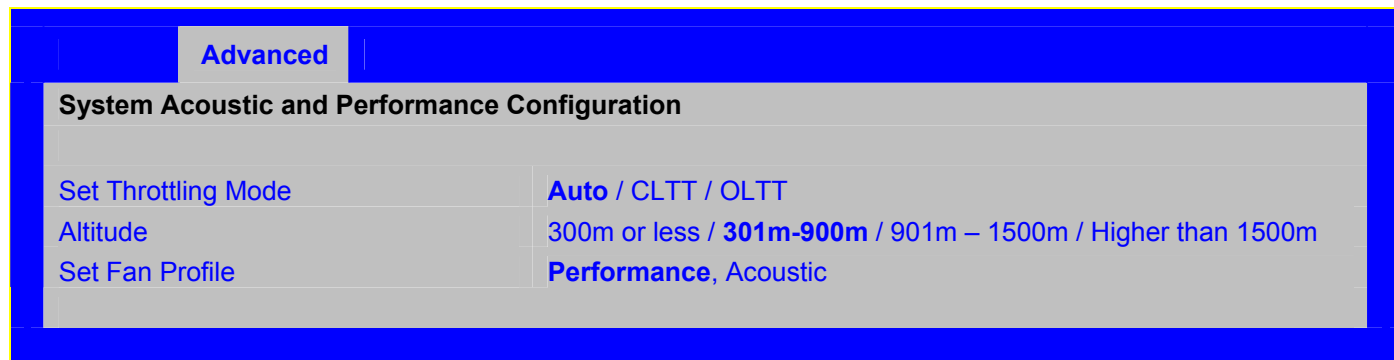 Advanced
System Acoustic and Performance Configuration
Set Throttling Mode Auto / CLTT / OLTT
Altitude 300m or less / 301m-900m / 901m – 1500m / Higher than 1500m
Set Fan Profile Performance, Acoustic